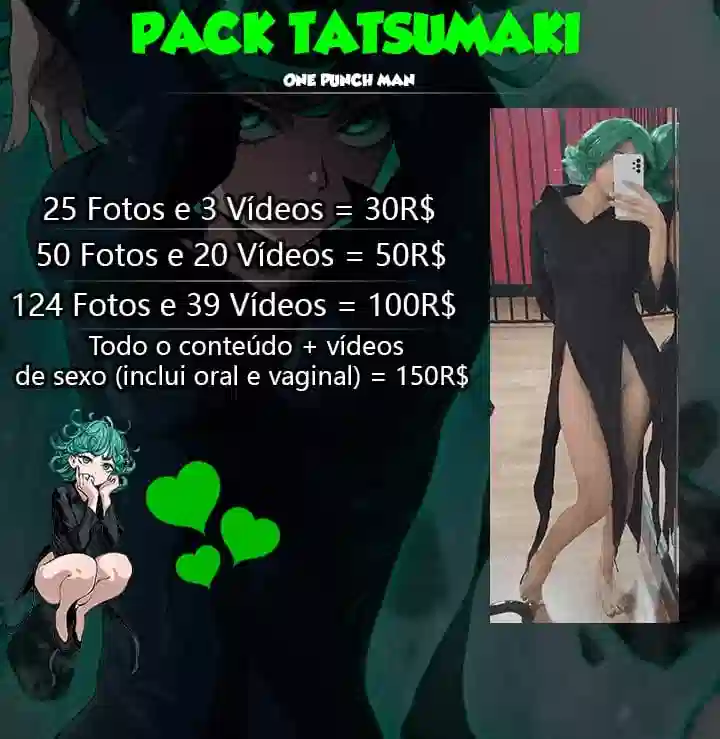 PACK TATSUMAKI
ONE PUNCH MAN
25 Fotos e 3 Vídeos = 30R$
50 Fotos e 20 Vídeos = 50R$
124 Fotos e 39 Vídeos = 100R$
Todo o conteúdo + vídeos
de sexo (inclui oral e vaginal) = 150R$